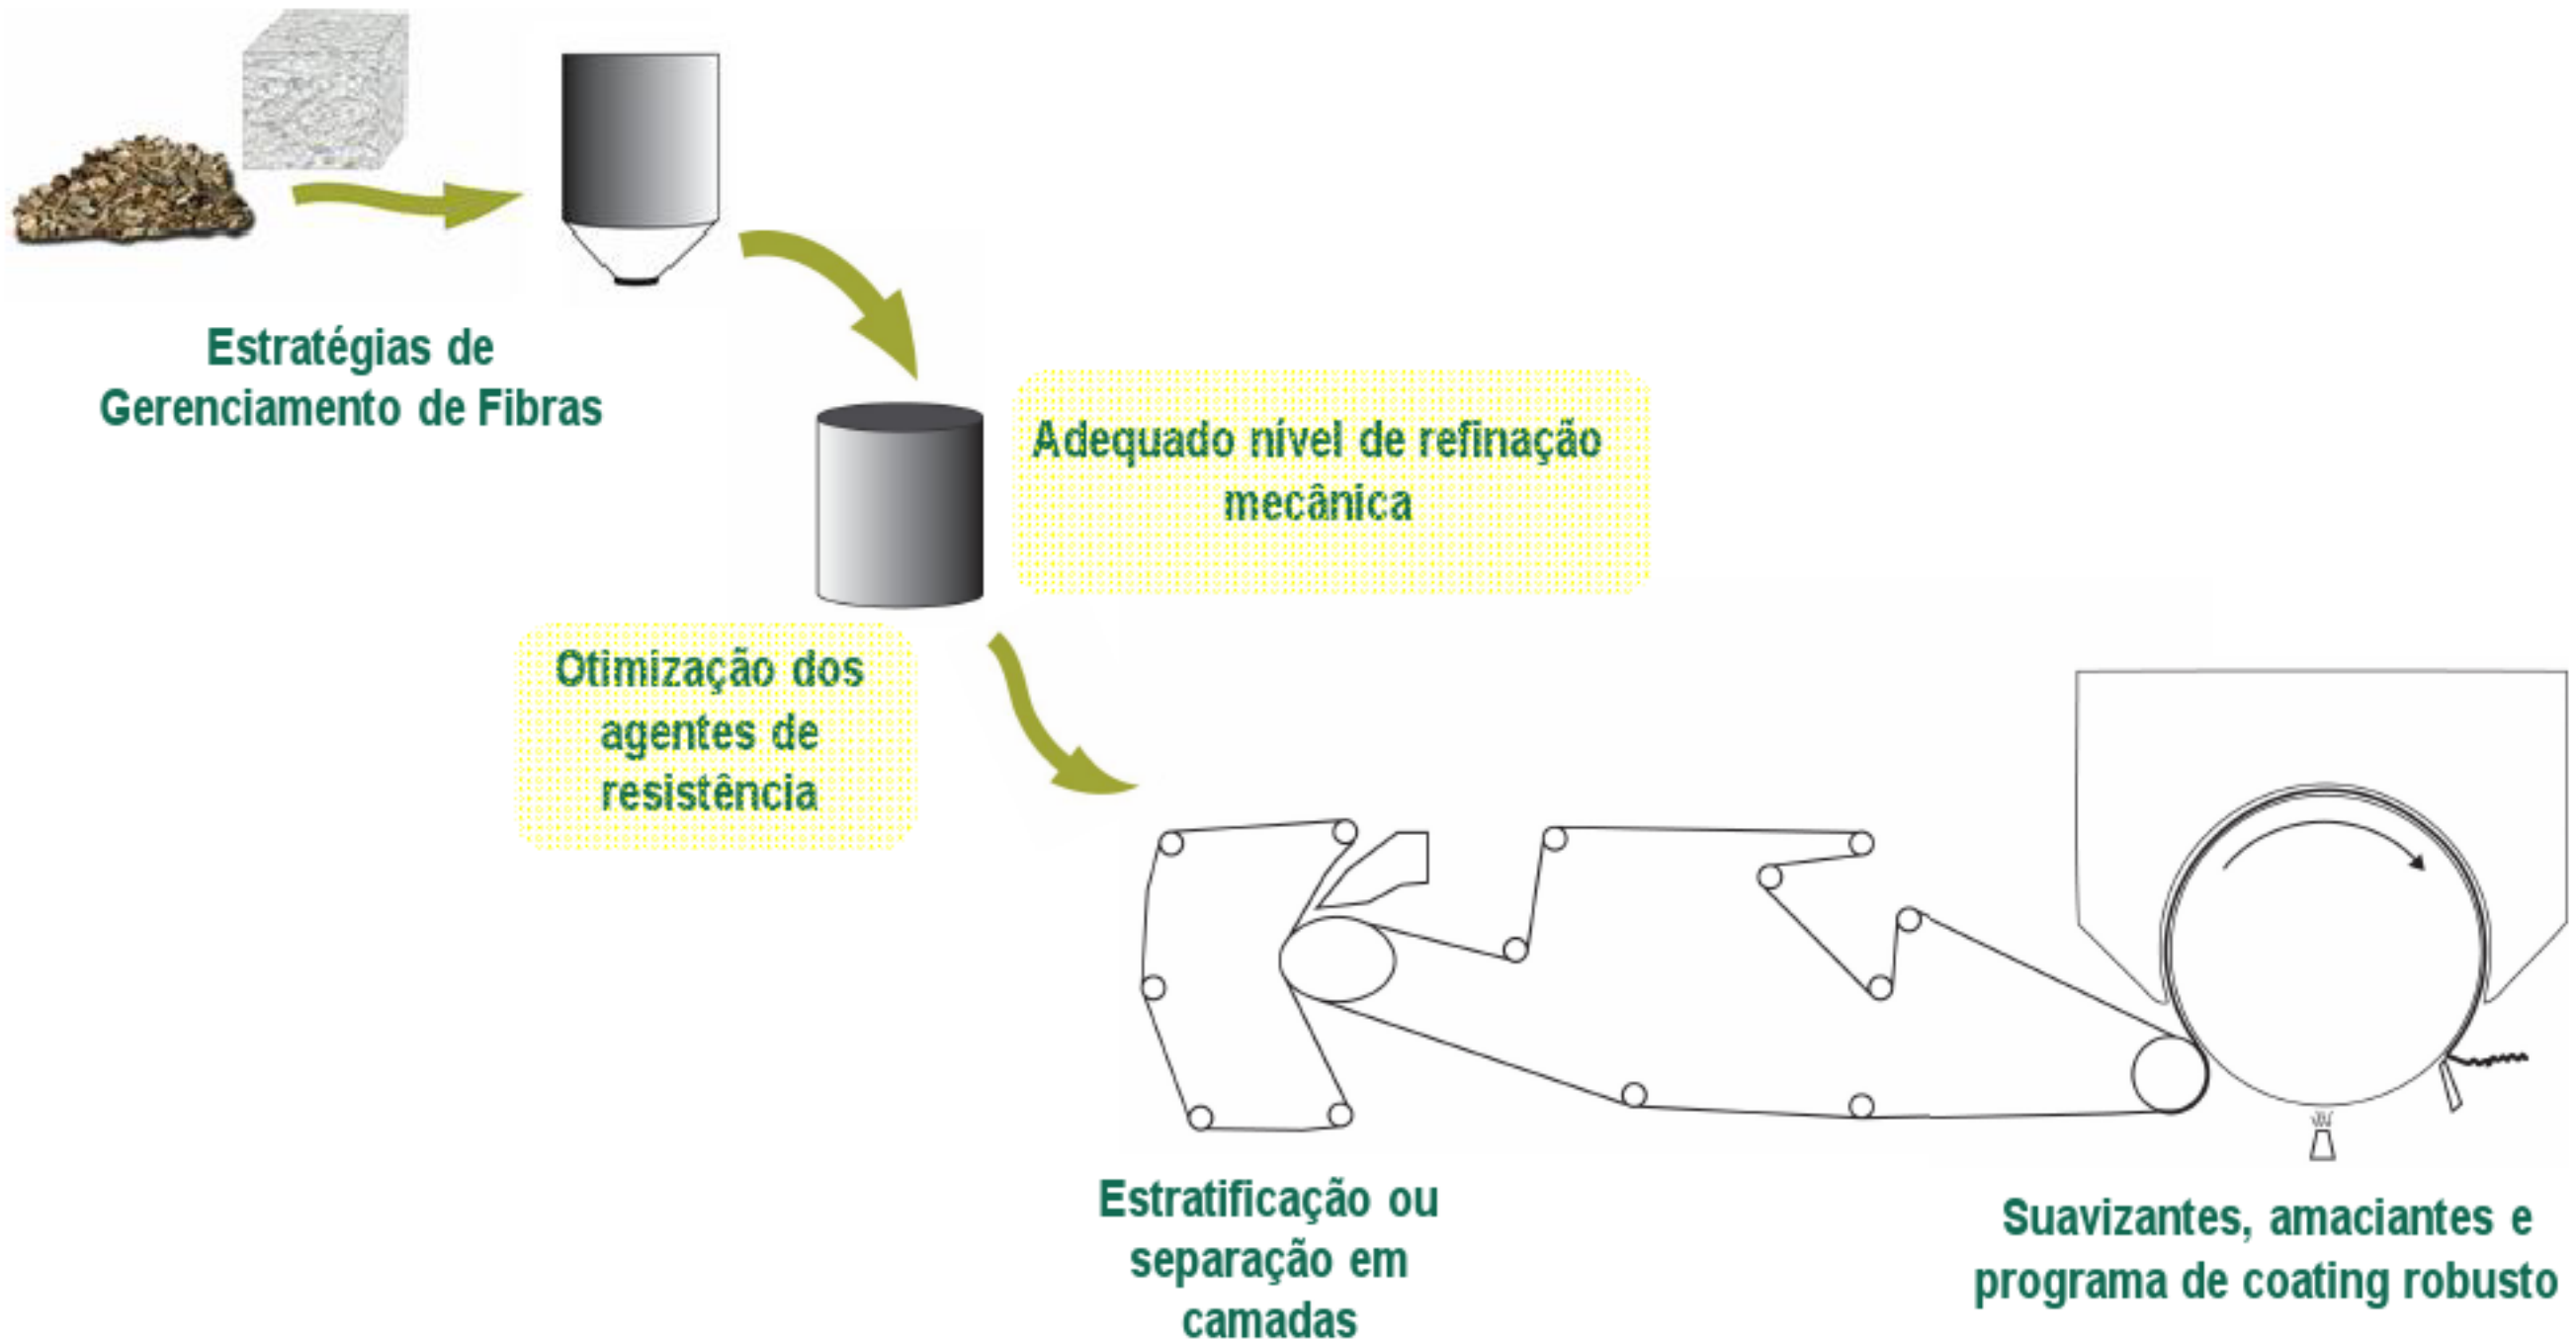 Estratégias de
Gerenciamento de Fibras
Adequado nível de refinação
mecânica
Otimização dos
agentes de
resistência
Estratificação ou
separação em
camadas
Suavizantes, amaciantes e
programa de coating robusto